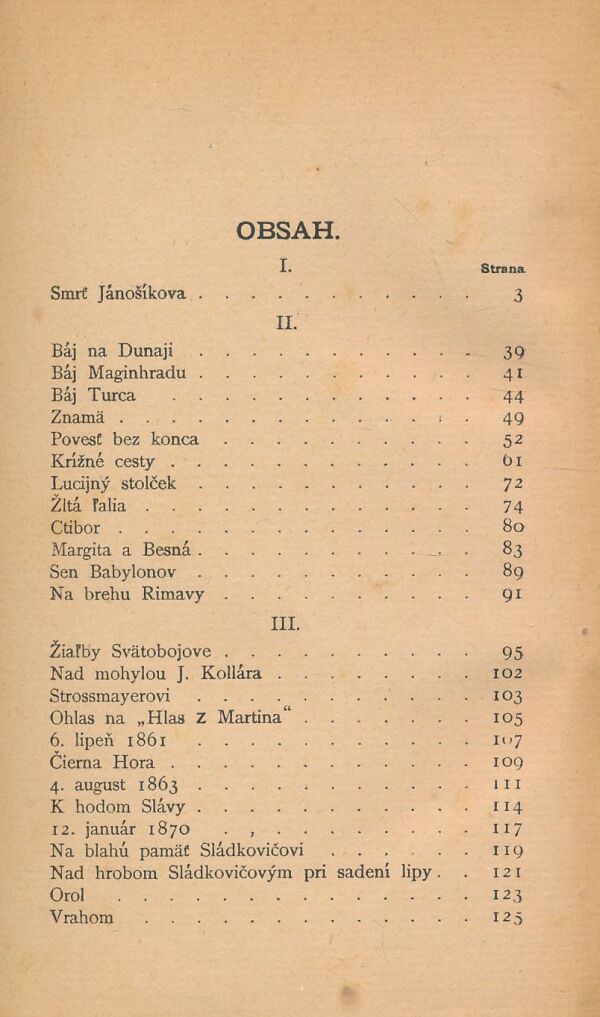 OBSAH.
I.
Strana
Smrť Jánošíkova . . . . . . . . . . . 3
II.
Báj na Dunaji . . . . . . . . . . . 39
Báj Maginhradu . . . . . . . . . . . 41
Báj Turca . . . . . . . . . . . . 44
Znamä . . . . . . . . . . . . . . 49
Povesť bez konca . . . . . . . . . . 52
Krížné cesty . . . . . . . . . . . . 61
Lucijný stolček . . . . . . . . . . . 72
Žltá ľalia . . . . . . . . . . . . . 74
Ctibor . . . . . . . . . . . . . . 80
Margita a Besná . . . . . . . . . . . 83
Sen Babylonov . . . . . . . . . . . 89
Na brehu Rimavy . . . . . . . . . . 91
III.
Žiaľby Svätobojove . . . . . . . . . . 95
Nad mohylou J. Kollára . . . . . . . . 102
Strossmayerovi . . . . . . . . . . . 103
Ohlas na „Hlas z Martina“ . . . . . . . 105
6. lipeň 1861 . . . . . . . . . . . 107
Čierna Hora . . . . . . . . . . . . 109
4. august 1863 . . . . . . . . . . . 111
K hodom Slávy . . . . . . . . . . . 114
12. január 1870 . . . . . . . . . . 117
Na blahú pamäť Sládkovičovi . . . . . . 119
Nad hrobom Sládkovičovým pri sadení lipy . . 121
Orol . . . . . . . . . . . . . . 123
Vrahom . . . . . . . . . . . . . 125